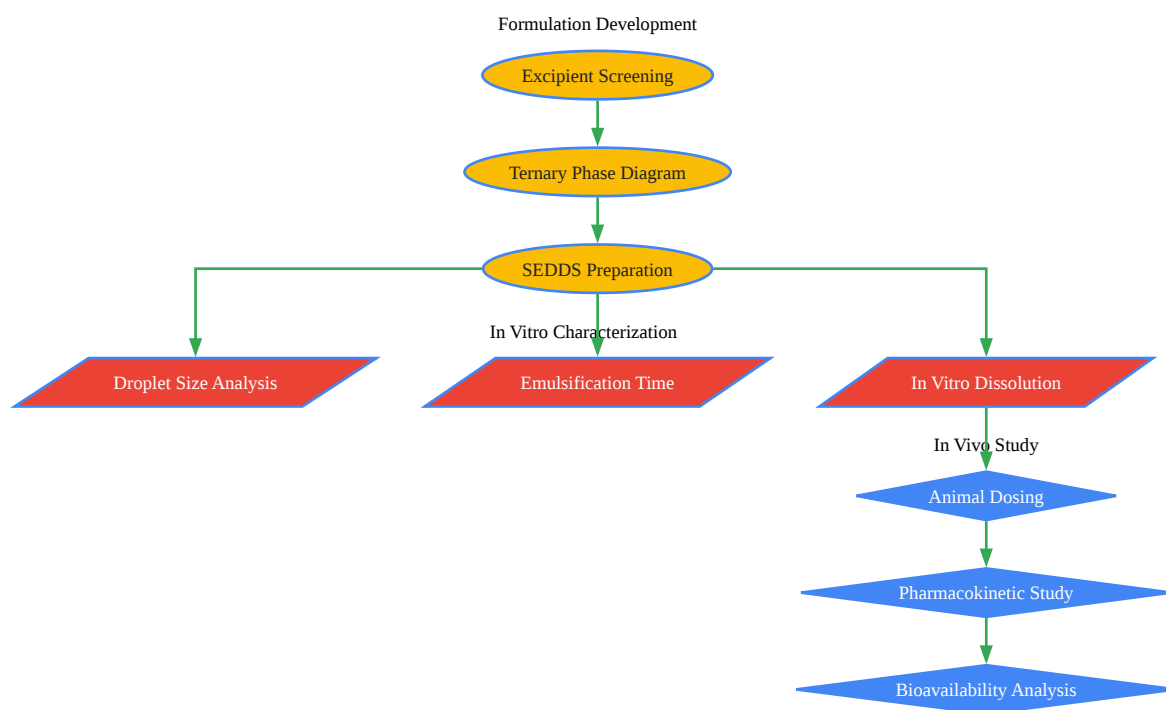 Formulation Development
Excipient Screening
Ternary Phase Diagram
SEDDS Preparation
In Vitro Characterization
Droplet Size Analysis
Emulsification Time
In Vitro Dissolution
In Vivo Study
Animal Dosing
Pharmacokinetic Study
Bioavailability Analysis